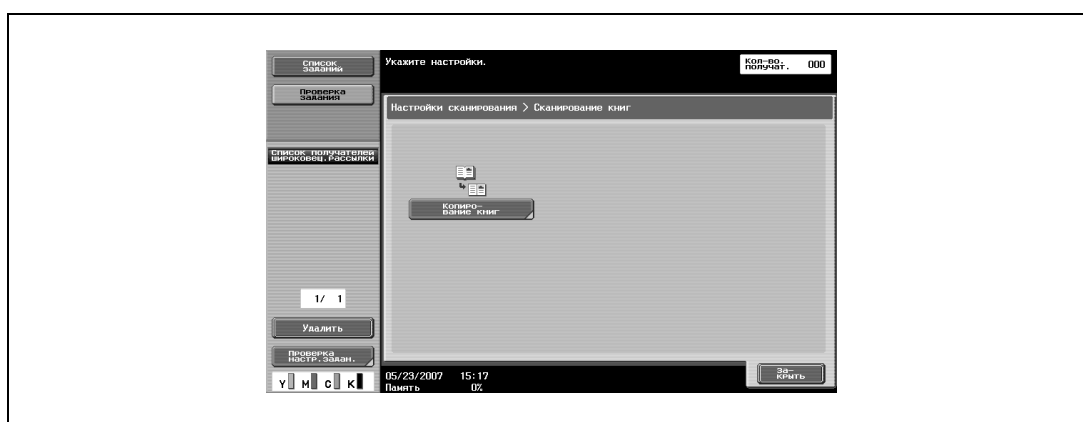 Список
заданий
Укажите настройки.
Кол-во.
получат. 000
Проверка
задания
Настройки сканирования > Сканирование книг
Список получателей
широковещ.рассылки
Копиро-
вание книг
1/ 1
Удалить
Проверка
настр.задан.
Y M C K
05/23/2007 15:17
Память 0%
За-
крыть